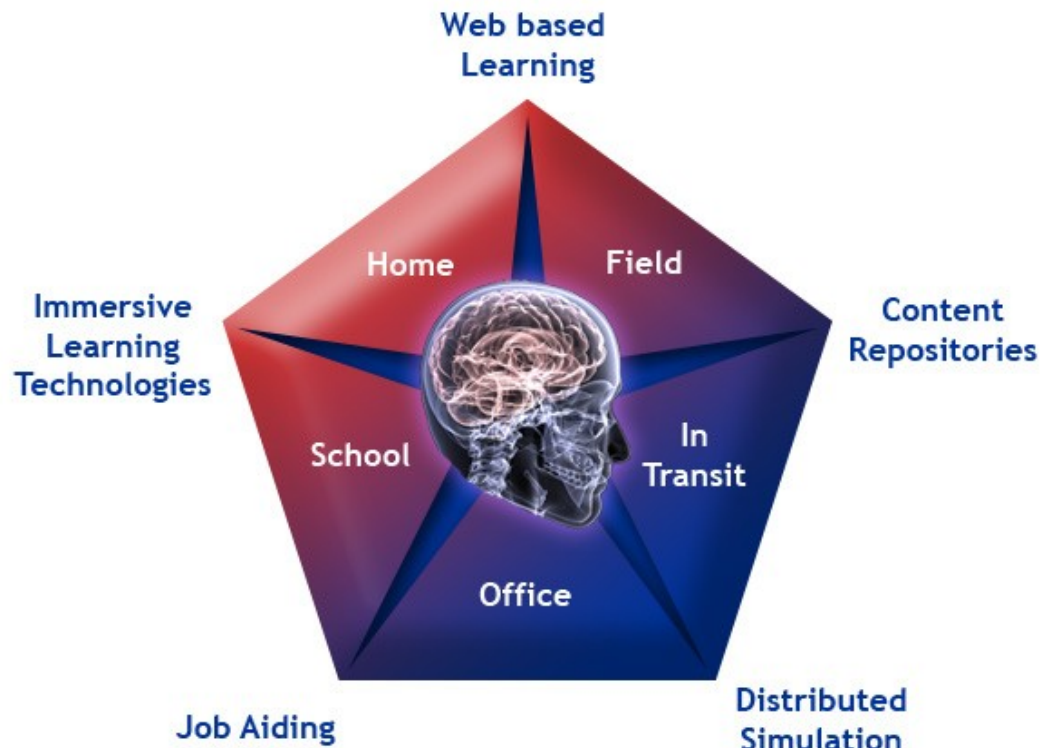 Web based
Learning
Home
Field
Immersive
Learning
Technologies
Content
Repositories
School
In
Transit
Office
Job Aiding
Distributed
Simulation